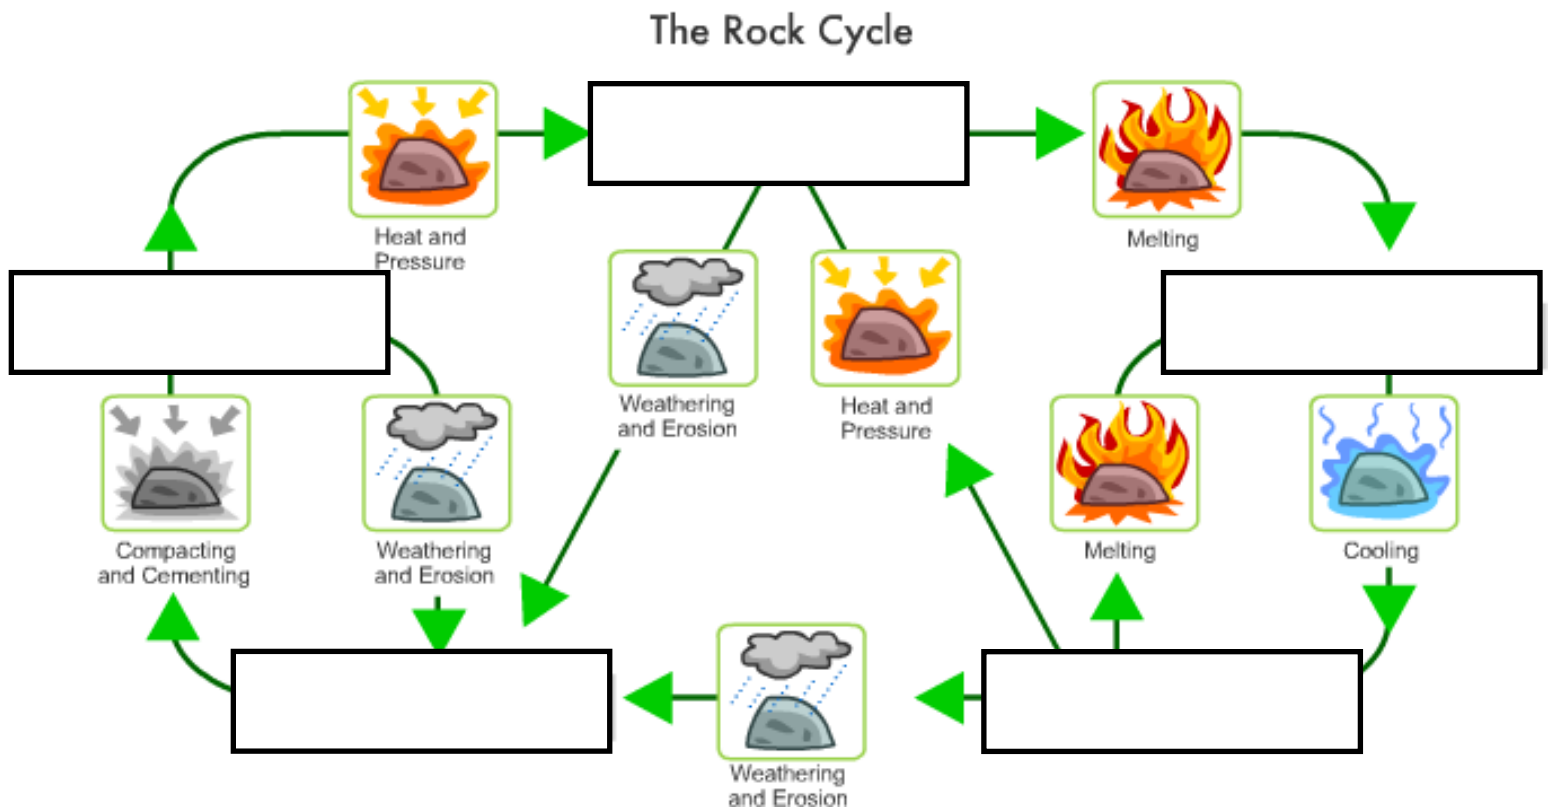 The Rock Cycle
Heat and
Pressure
Melting
Weathering
and Erosion
Heat and
Pressure
Compacting
and Cementing
Weathering
and Erosion
Melting
Cooling
Weathering
and Erosion